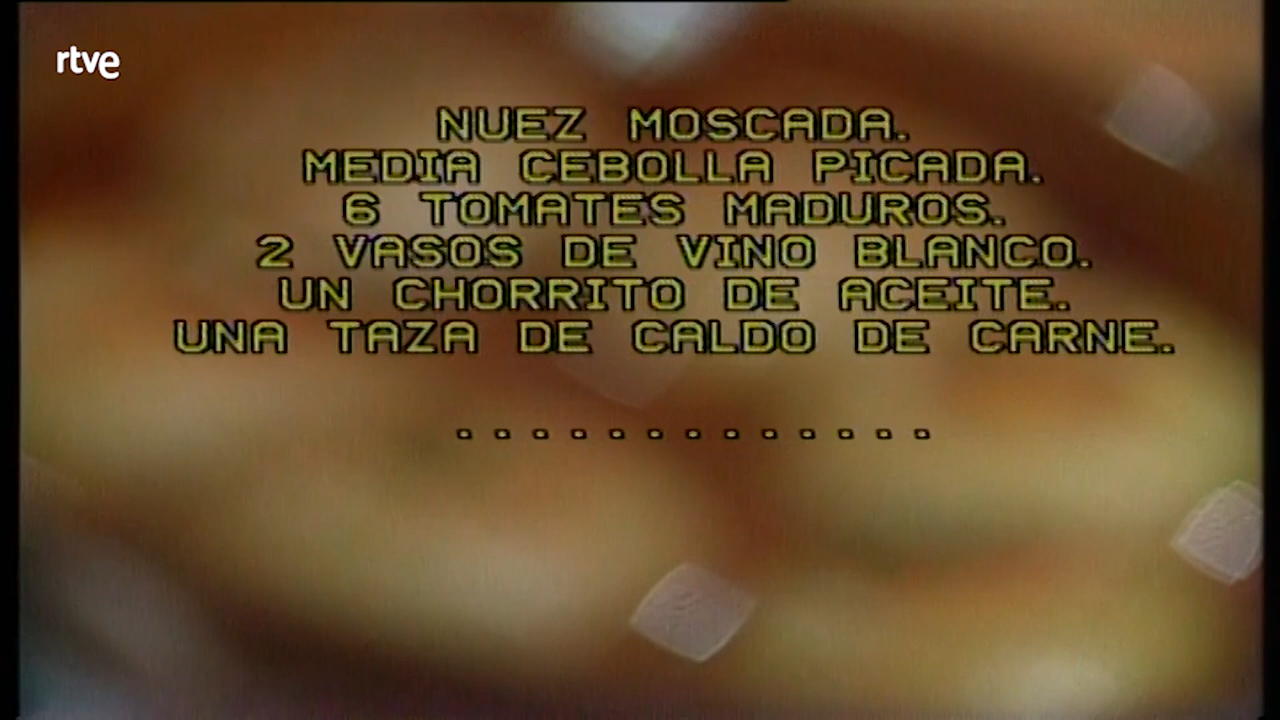 rtve
NUEZ MOSCADA.
MEDIA CEBOLLA PICADA.
6 TOMATES MADUROS.
2 VASOS DE VINO BLANCO.
UN CHORRITO DE ACEITE.
UNA TAZA DE CALDO DE CARNE.
.............